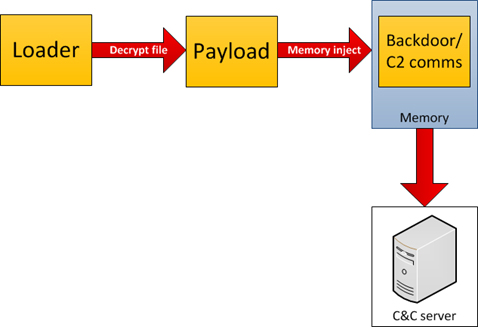 Loader
Decrypt file
Payload
Memory inject
Backdoor/
C2 comms
Memory
C&C server